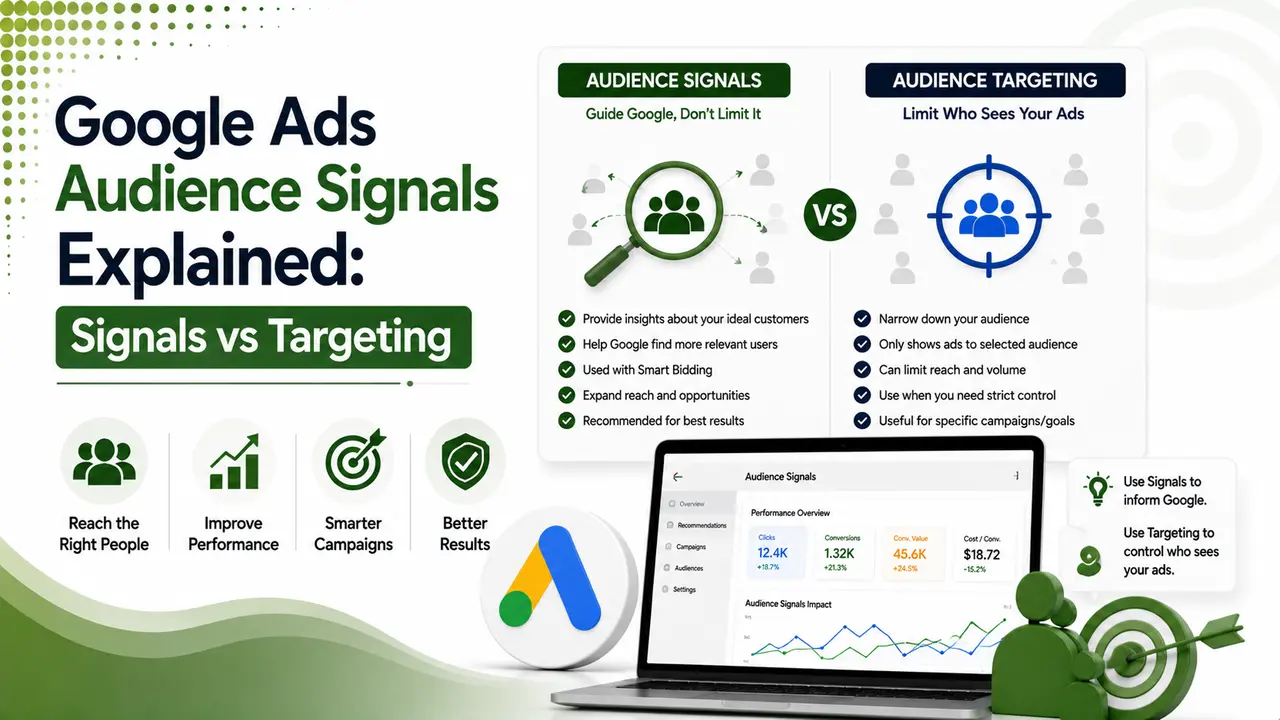 Google Ads
Audience Signals
Explained:
Signals vs Targeting
Reach the
Right People
Improve
Performance
Smarter
Campaigns
Better
Results
AUDIENCE SIGNALS
Guide Google, Don't Limit It
Provide insights about your ideal customers
Help Google find more relevant users
Used with Smart Bidding
Expand reach and opportunities
Recommended for best results
VS
AUDIENCE TARGETING
Limit Who Sees Your Ads
Narrow down your audience
Only shows ads to selected audience
Can limit reach and volume
Use when you need strict control
Useful for specific campaigns/goals
Audience Signals
Overview
Recommendations
Campaigns
Audiences
Settings
Performance Overview
Clicks
12.4K
+18.7%
Conversions
1.32K
+21.3%
Conv. Value
45.6K
+24.5%
Cost / Conv.
$18.72
-15.2%
Audience Signals Impact
Use Signals to
inform Google.
Use Targeting to
control who sees
your ads.